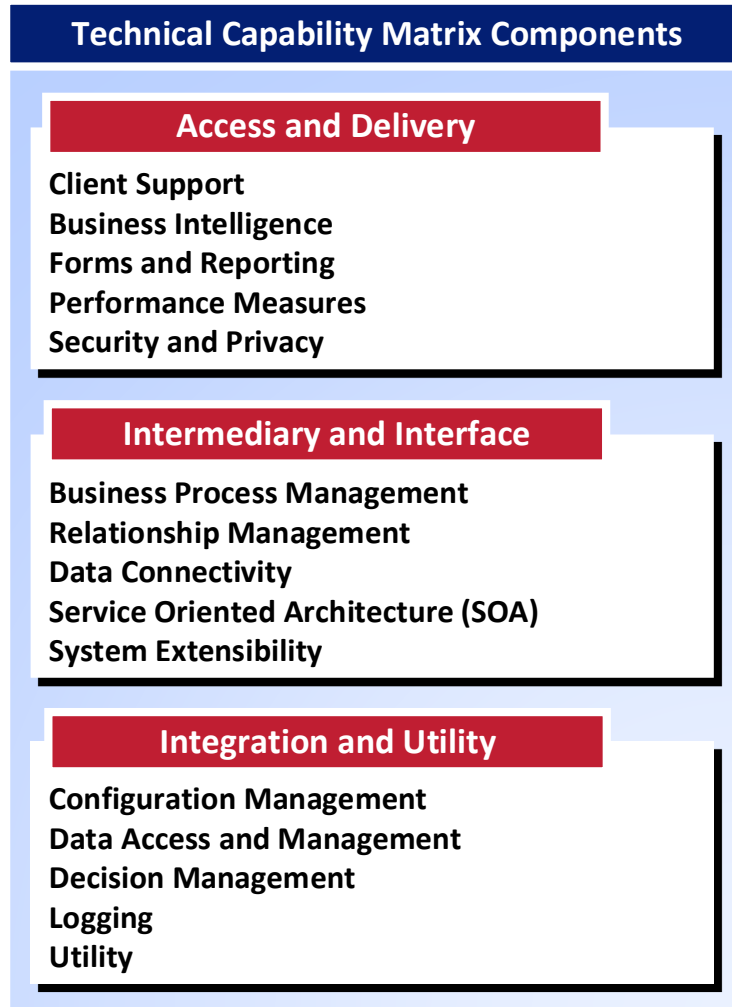 Technical Capability Matrix Components
Access and Delivery
Client Support
Business Intelligence
Forms and Reporting
Performance Measures
Security and Privacy
Intermediary and Interface
Business Process Management
Relationship Management
Data Connectivity
Service Oriented Architecture (SOA)
System Extensibility
Integration and Utility
Configuration Management
Data Access and Management
Decision Management
Logging
Utility